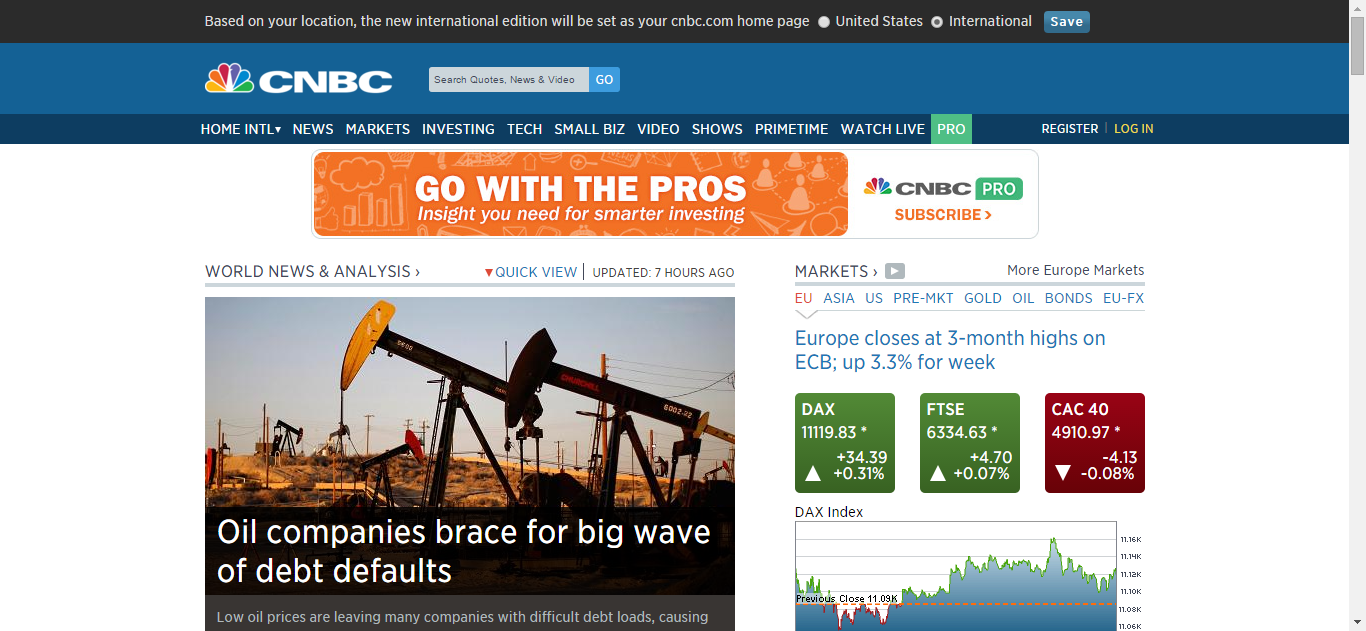 Based on your location, the new international edition will be set as your cnbc.com home page United States International Save
CNBC
Search Quotes, News & Video GO
HOME INTL▾ NEWS MARKETS INVESTING TECH SMALL BIZ VIDEO SHOWS PRIMETIME WATCH LIVE PRO REGISTER | LOG IN
GO WITH THE PROS
Insight you need for smarter investing
CNBC PRO
SUBSCRIBE >
WORLD NEWS & ANALYSIS ›
▼QUICK VIEW | UPDATED: 7 HOURS AGO
CHURCHILL
6002-32
Oil companies brace for big wave
of debt defaults
Low oil prices are leaving many companies with difficult debt loads, causing
MARKETS ›
More Europe Markets
EU ASIA US PRE-MKT GOLD OIL BONDS EU-FX
Europe closes at 3-month highs on
ECB; up 3.3% for week
DAX
11119.83 *
+34.39
▲ +0.31%
FTSE
6334.63 *
+4.70
▲ +0.07%
CAC 40
4910.97 *
-4.13
▼ -0.08%
DAX Index
11.16K
11.14K
11.12K
11.10K
11.08K
11.06K
Previous Close 11.09K